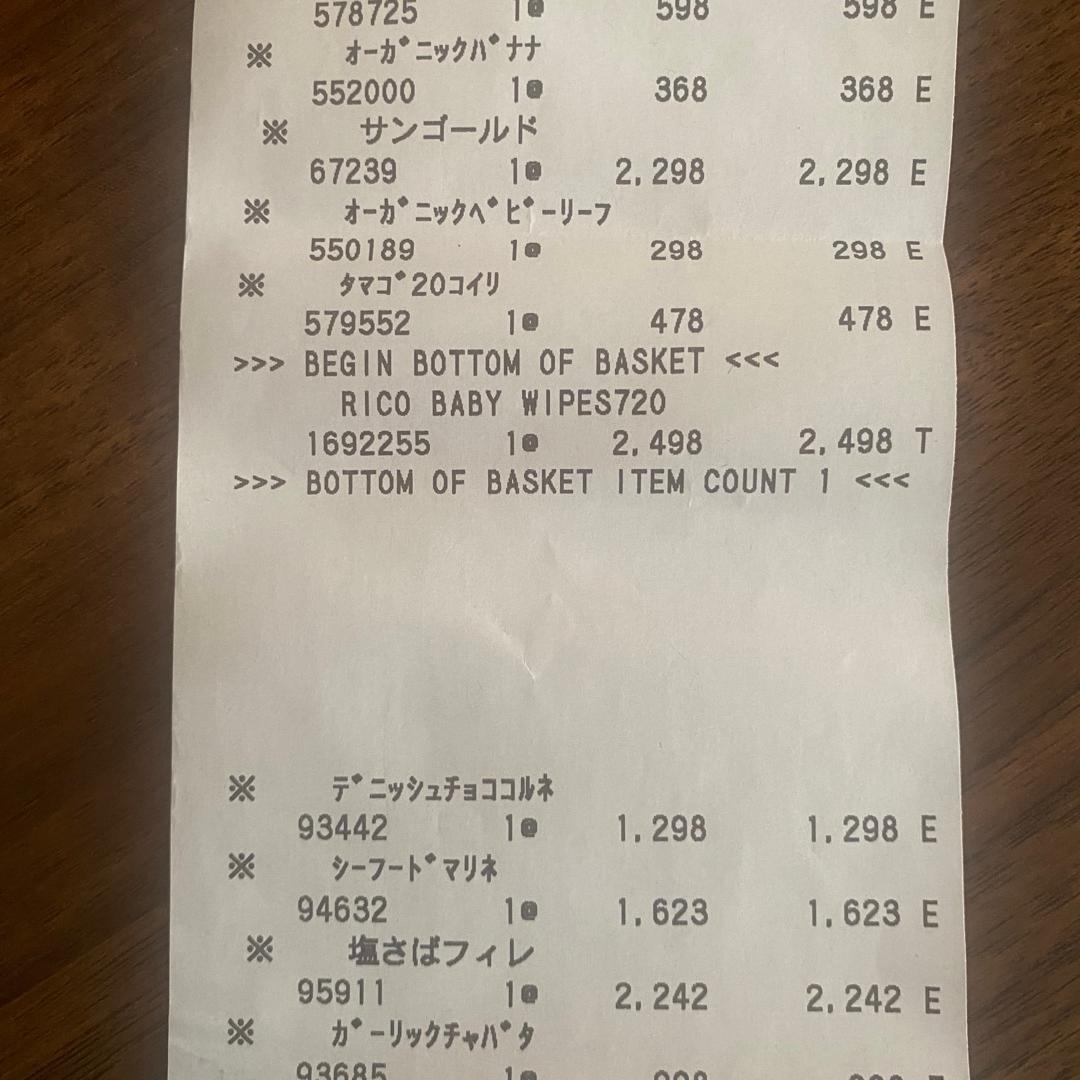 578725 1@ 598 598 E
※ ｵｰｶﾞﾆｯｸﾊﾞﾅﾅ
552000 1@ 368 368 E
※ サンゴールド
67239 1@ 2,298 2,298 E
※ ｵｰｶﾞﾆｯｸﾍﾞﾋﾞｰﾘｰﾌ
550189 1@ 298 298 E
※ ﾀﾏｺﾞ20ｺｲﾘ
579552 1@ 478 478 E
>>> BEGIN BOTTOM OF BASKET <<<
RICO BABY WIPES720
1692255 1@ 2,498 2,498 T
>>> BOTTOM OF BASKET ITEM COUNT 1 <<<
※ ﾃﾞﾆｯｼｭﾁｮｺｺﾙﾈ
93442 1@ 1,298 1,298 E
※ ｼｰﾌｰﾄﾞﾏﾘﾈ
94632 1@ 1,623 1,623 E
※ 塩さばフィレ
95911 1@ 2,242 2,242 E
※ ｶﾞｰﾘｯｸﾁｬﾊﾞﾀ
93685 1@